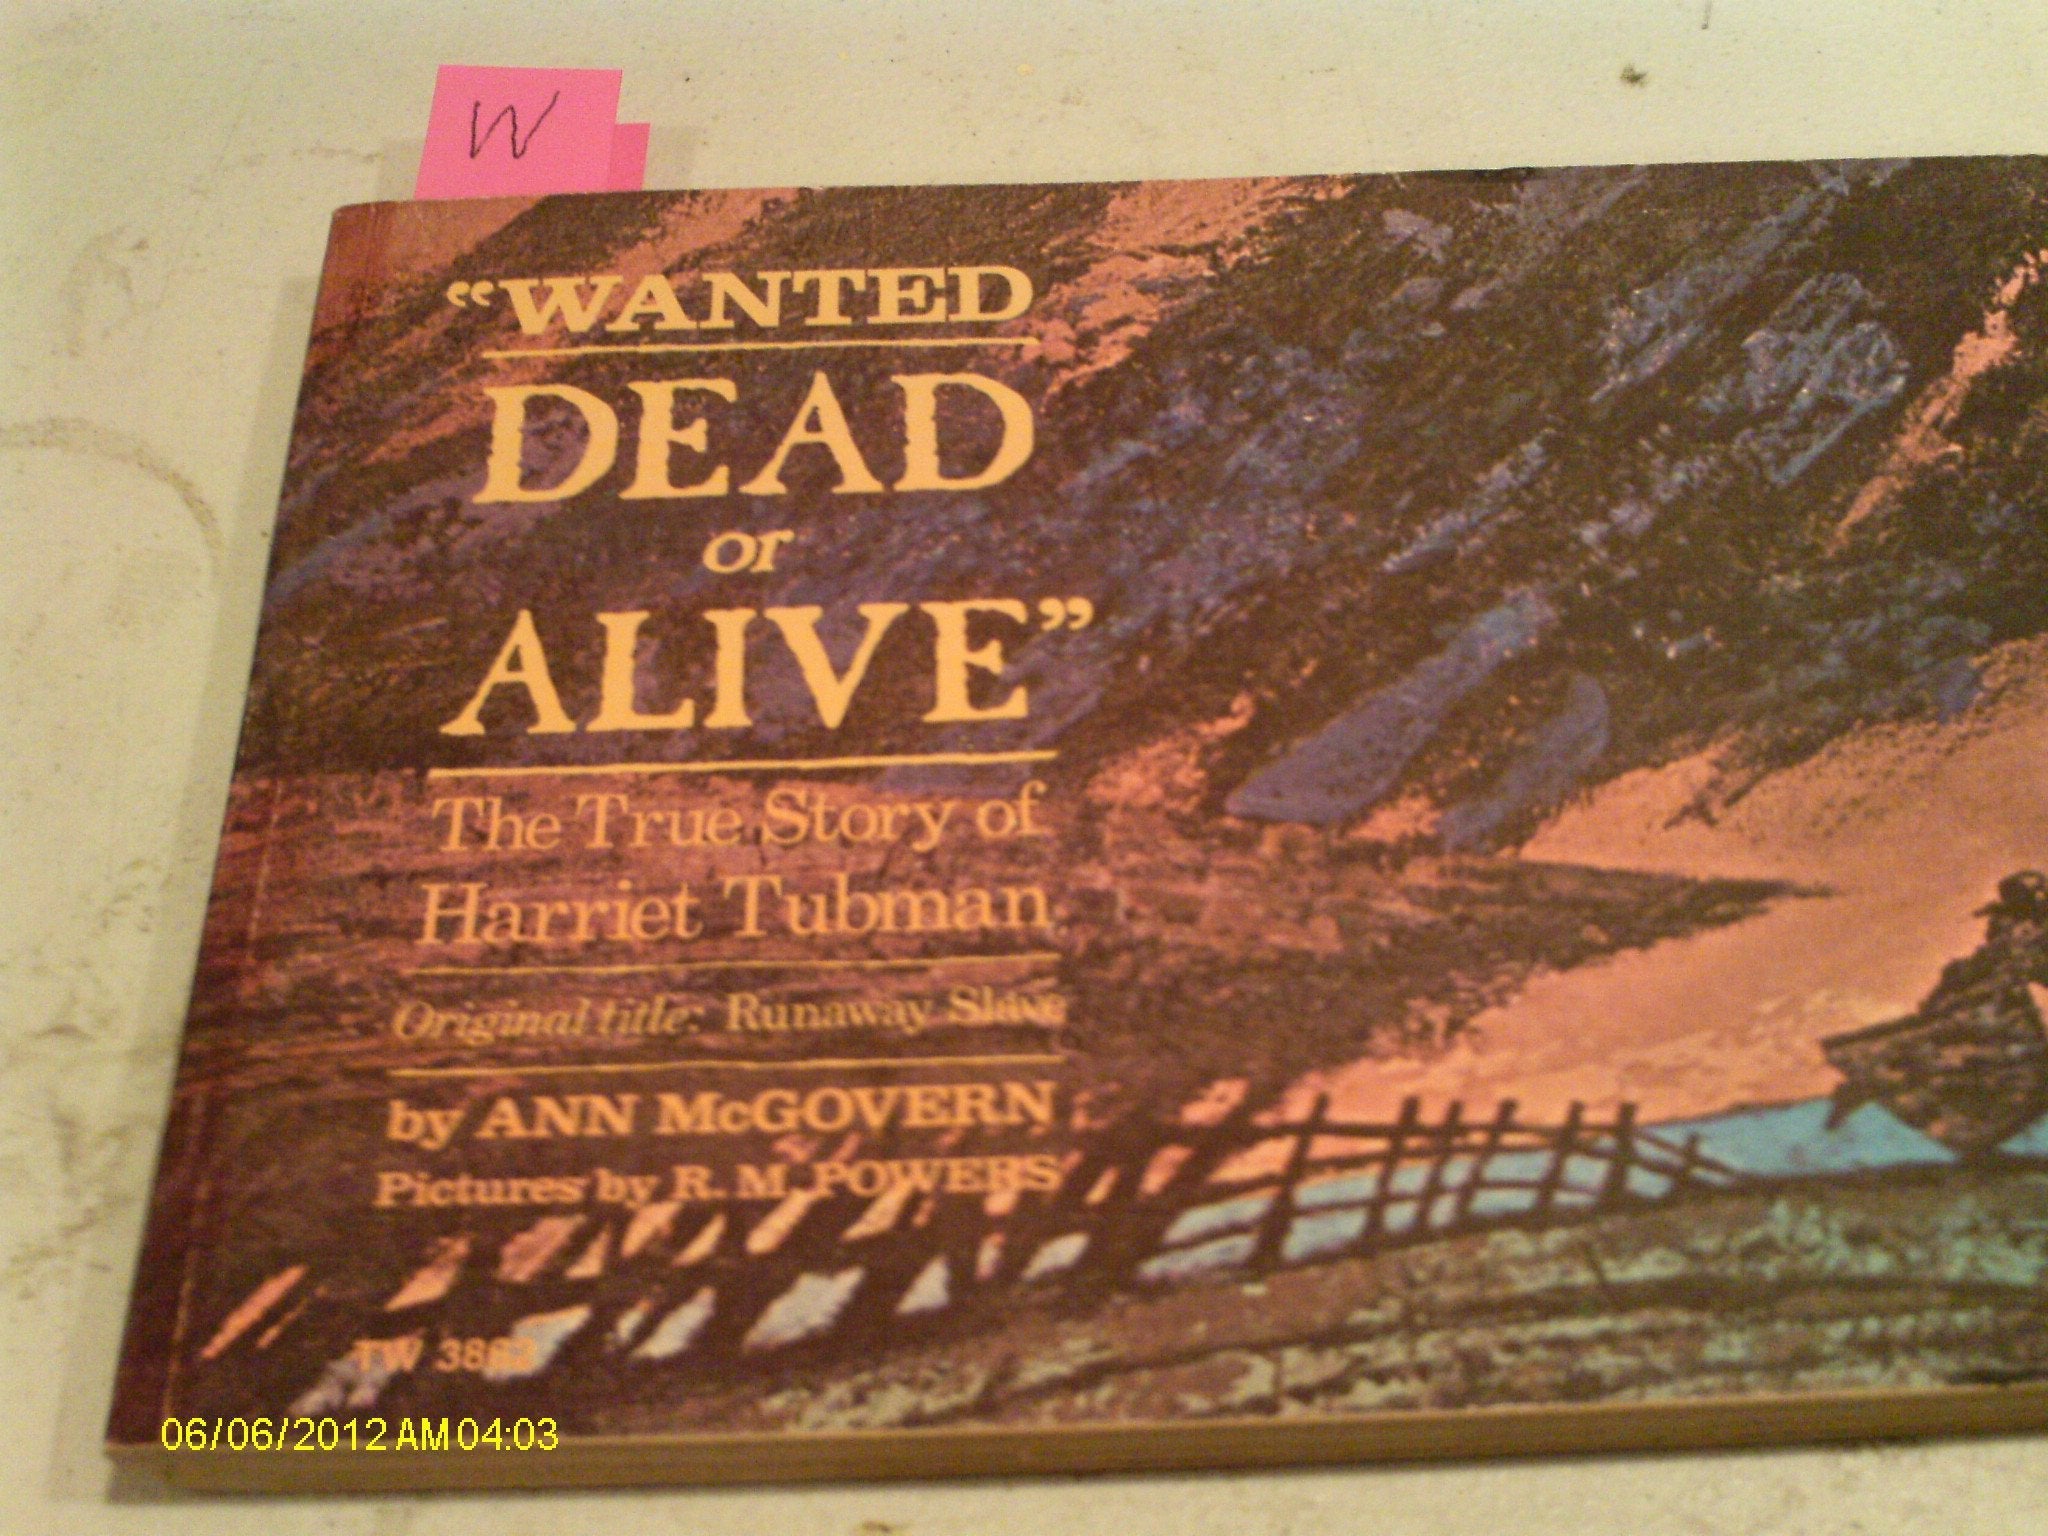 W
“WANTED
DEAD
or
ALIVE”
The True Story of
Harriet Tubman
Original title: Runaway Slave
by ANN McGOVERN
Pictures by R. M. POWERS
TW
06/06/2012 AM 04:03